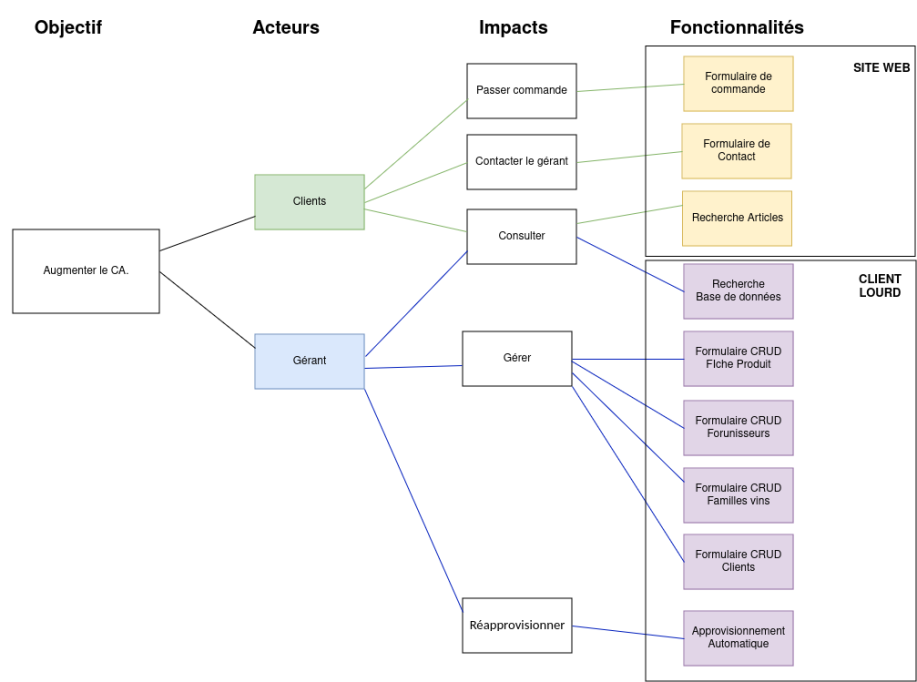 Objectif
Acteurs
Impacts
Fonctionnalités
SITE WEB
Passer commande
Formulaire de
commande
Contacter le gérant
Formulaire de
Contact
Clients
Consulter
Recherche Articles
Augmenter le CA.
CLIENT
LOURD
Recherche
Base de données
Gérant
Gérer
Formulaire CRUD
FIche Produit
Formulaire CRUD
Forunisseurs
Formulaire CRUD
Familles vins
Formulaire CRUD
Clients
Réapprovisionner
Approvisionnement
Automatique